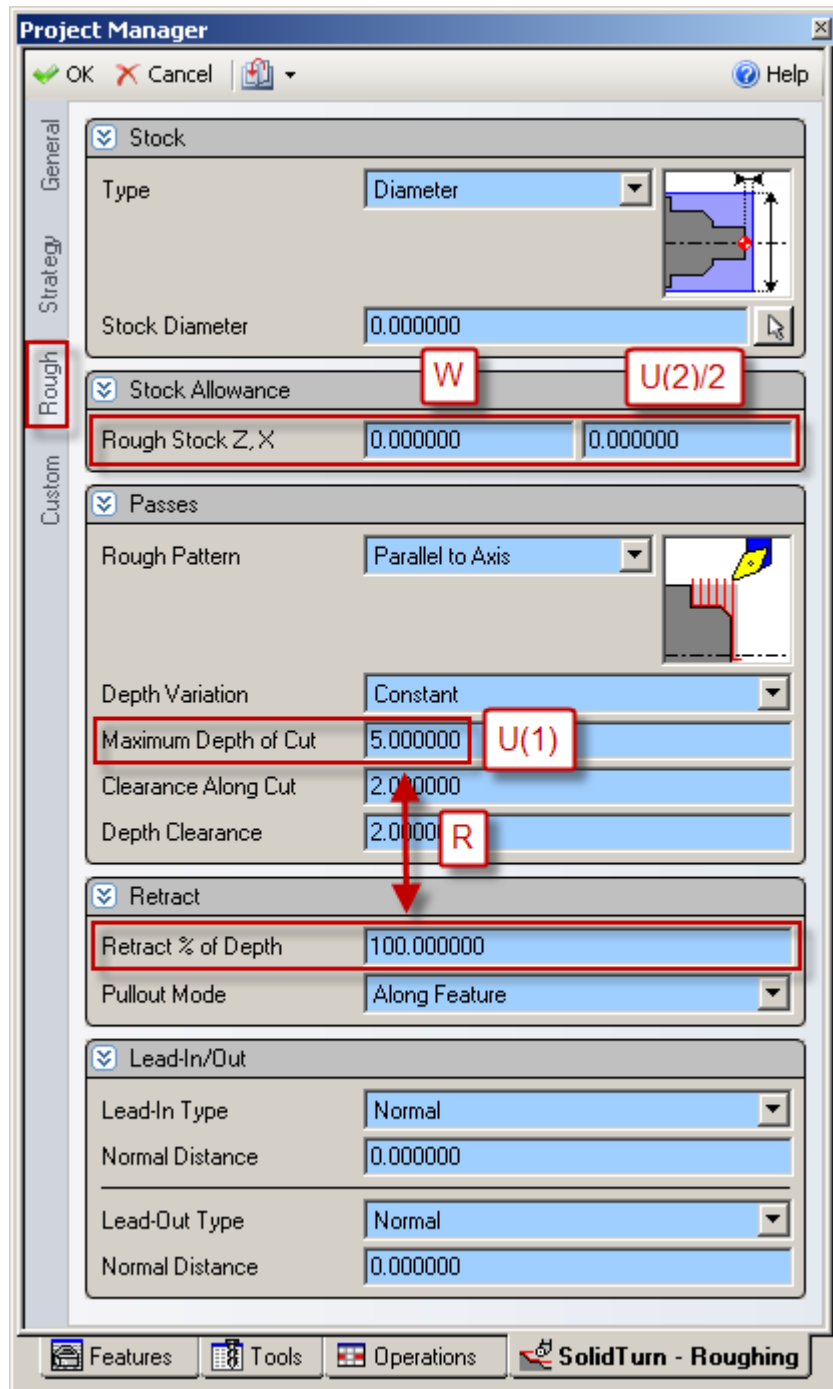 Project Manager
OK Cancel Help
General
Strategy
Rough
Custom
Stock
Type Diameter
Stock Diameter 0.000000
W U(2)/2
Stock Allowance
Rough Stock Z, X 0.000000 0.000000
Passes
Rough Pattern Parallel to Axis
Depth Variation Constant
Maximum Depth of Cut 5.000000 U(1)
Clearance Along Cut 2.000000
Depth Clearance 2.0000
R
Retract
Retract % of Depth 100.000000
Pullout Mode Along Feature
Lead-In/Out
Lead-In Type Normal
Normal Distance 0.000000
Lead-Out Type Normal
Normal Distance 0.000000
Features Tools Operations SolidTurn - Roughing